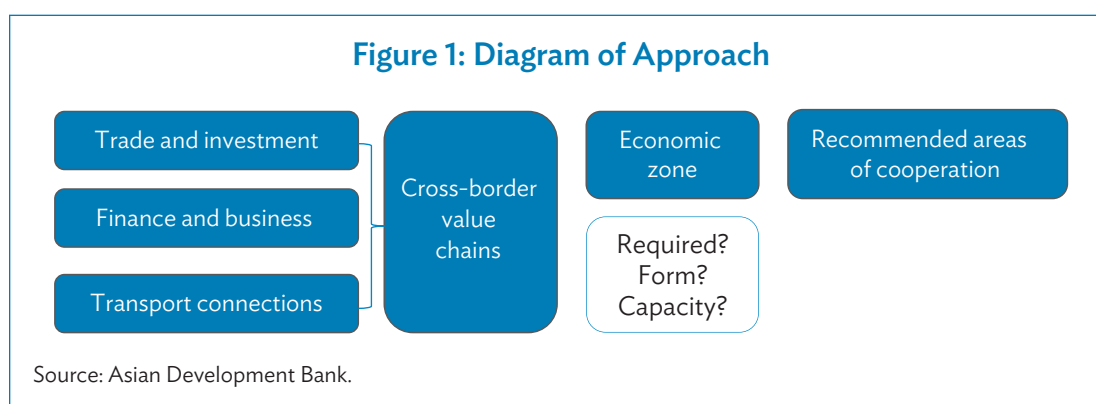 Figure 1: Diagram of Approach
Trade and investment
Finance and business
Transport connections
Cross-border
value
chains
Economic
zone
Required?
Form?
Capacity?
Recommended areas
of cooperation
Source: Asian Development Bank.